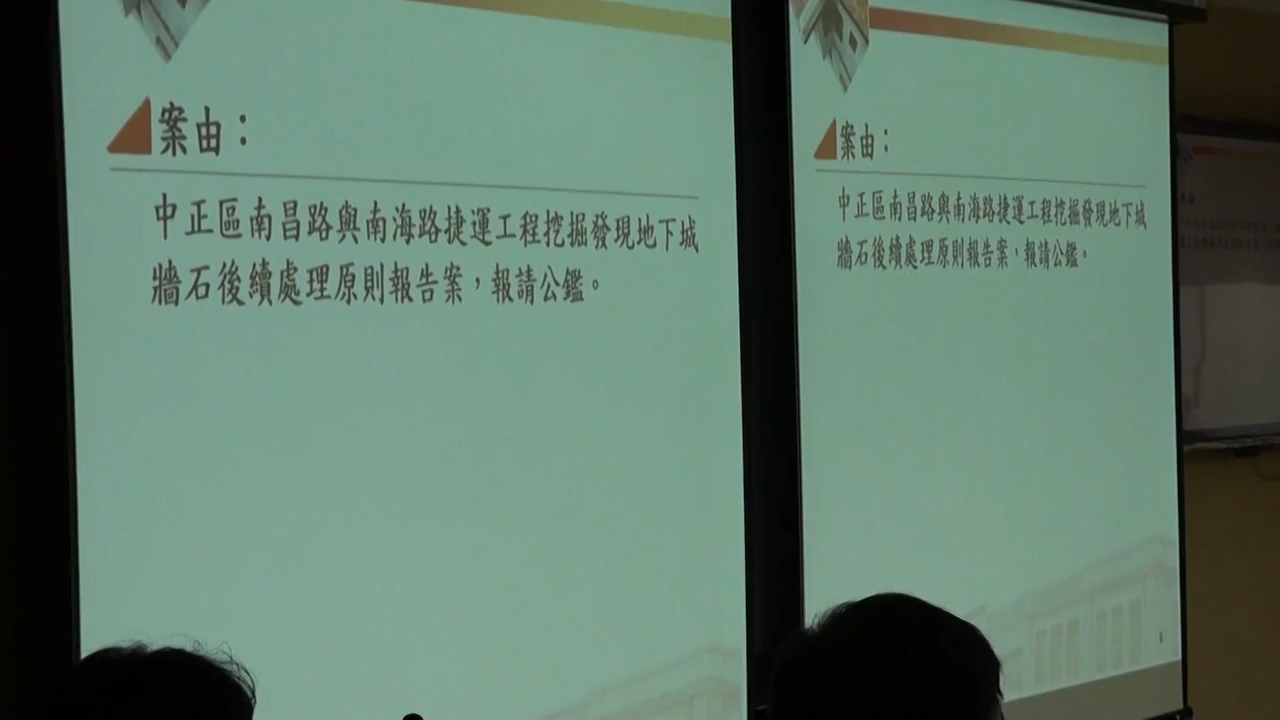 案由：
中正區南昌路與南海路捷運工程挖掘發現地下城
牆石後續處理原則報告案，報請公鑑。
案由：
中正區南昌路與南海路捷運工程挖掘發現地下城
牆石後續處理原則報告案，報請公鑑。